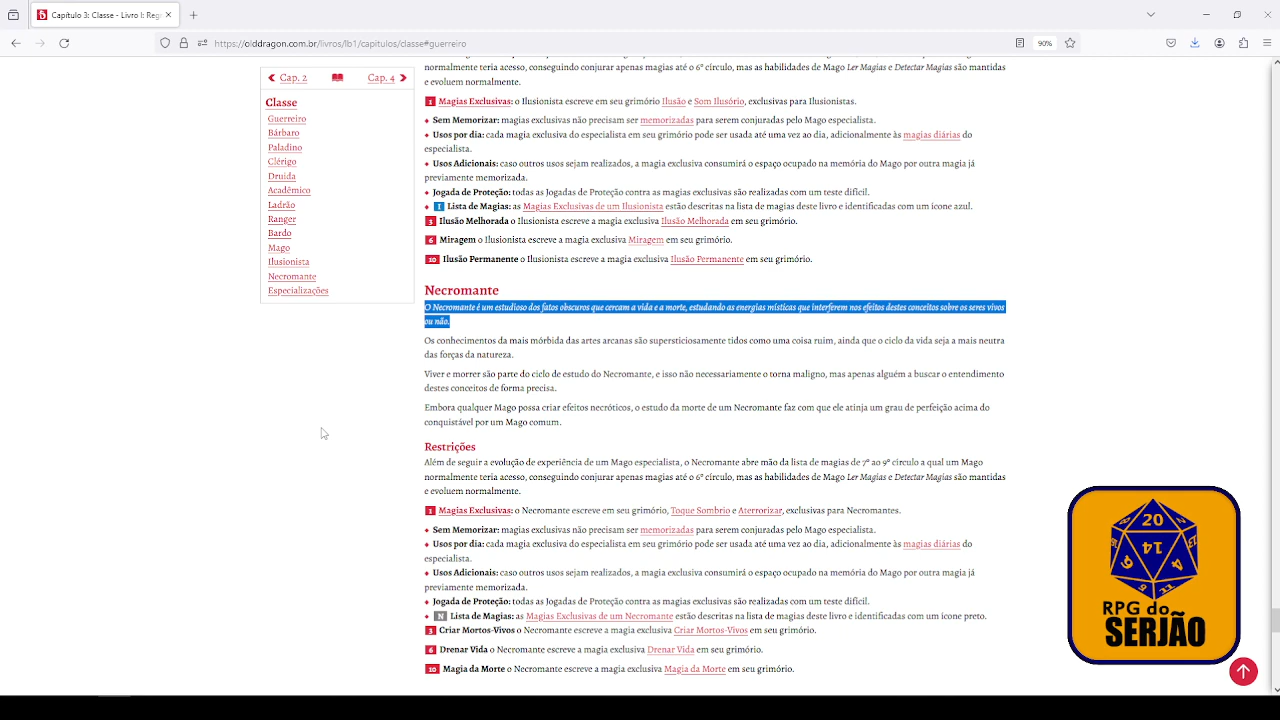 Capítulo 3: Classe - Livro I: Reg
https://olddragon.com.br/livros/lb1/capitulos/classe#guerreiro
90%
Cap. 2
Cap. 4
Classe
Guerreiro
Bárbaro
Paladino
Clérigo
Druida
Acadêmico
Ladrão
Ranger
Bardo
Mago
Ilusionista
Necromante
Especializações
normalmente teria acesso, conseguindo conjurar apenas magias até o 6º círculo, mas as habilidades de Mago Ler Magias e Detectar Magias são mantidas
e evoluem normalmente.
1 Magias Exclusivas: o Ilusionista escreve em seu grimório Ilusão e Som Ilusório, exclusivas para Ilusionistas.
Sem Memorizar: magias exclusivas não precisam ser memorizadas para serem conjuradas pelo Mago especialista.
Usos por dia: cada magia exclusiva do especialista em seu grimório pode ser usada até uma vez ao dia, adicionalmente às magias diárias do
especialista.
Usos Adicionais: caso outros usos sejam realizados, a magia exclusiva consumirá o espaço ocupado na memória do Mago por outra magia já
previamente memorizada.
Jogada de Proteção: todas as Jogadas de Proteção contra as magias exclusivas são realizadas com um teste difícil.
I Lista de Magias: as Magias Exclusivas de um Ilusionista estão descritas na lista de magias deste livro e identificadas com um ícone azul.
3 Ilusão Melhorada o Ilusionista escreve a magia exclusiva Ilusão Melhorada em seu grimório.
6 Miragem o Ilusionista escreve a magia exclusiva Miragem em seu grimório.
10 Ilusão Permanente o Ilusionista escreve a magia exclusiva Ilusão Permanente em seu grimório.
Necromante
O Necromante é um estudioso dos fatos obscuros que cercam a vida e a morte, estudando as energias místicas que interferem nos efeitos destes conceitos sobre os seres vivos
ou não.
Os conhecimentos da mais mórbida das artes arcanas são supersticiosamente tidos como uma coisa ruim, ainda que o ciclo da vida seja a mais neutra
das forças da natureza.
Viver e morrer são parte do ciclo de estudo do Necromante, e isso não necessariamente o torna maligno, mas apenas alguém a buscar o entendimento
destes conceitos de forma precisa.
Embora qualquer Mago possa criar efeitos necróticos, o estudo da morte de um Necromante faz com que ele atinja um grau de perfeição acima do
conquistável por um Mago comum.
Restrições
Além de seguir a evolução de experiência de um Mago especialista, o Necromante abre mão da lista de magias de 7º ao 9º círculo a qual um Mago
normalmente teria acesso, conseguindo conjurar apenas magias até o 6º círculo, mas as habilidades de Mago Ler Magias e Detectar Magias são mantidas
e evoluem normalmente.
1 Magias Exclusivas: o Necromante escreve em seu grimório, Toque Sombrio e Aterrorizar, exclusivas para Necromantes.
Sem Memorizar: magias exclusivas não precisam ser memorizadas para serem conjuradas pelo Mago especialista.
Usos por dia: cada magia exclusiva do especialista em seu grimório pode ser usada até uma vez ao dia, adicionalmente às magias diárias do
especialista.
Usos Adicionais: caso outros usos sejam realizados, a magia exclusiva consumirá o espaço ocupado na memória do Mago por outra magia já
previamente memorizada.
Jogada de Proteção: todas as Jogadas de Proteção contra as magias exclusivas são realizadas com um teste difícil.
N Lista de Magias: as Magias Exclusivas de um Necromante estão descritas na lista de magias deste livro e identificadas com um ícone preto.
3 Criar Mortos-Vivos o Necromante escreve a magia exclusiva Criar Mortos-Vivos em seu grimório.
6 Drenar Vida o Necromante escreve a magia exclusiva Drenar Vida em seu grimório.
10 Magia da Morte o Necromante escreve a magia exclusiva Magia da Morte em seu grimório.
20
14
RPG do
SERJÃO